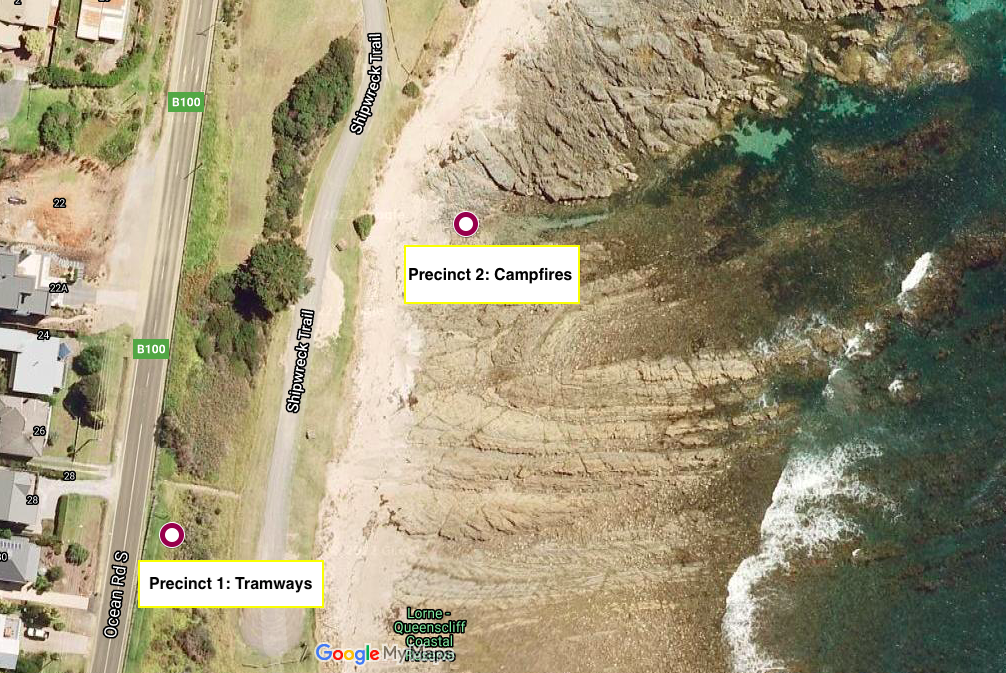 Shipwreck Trail
B100
22
Precinct 2: Campfires
22A
24
B100
Shipwreck Trail
26
28
28
Precinct 1: Tramways
Ocean Rd S
Lorne -
Queenscliff
Coastal
Google My Maps